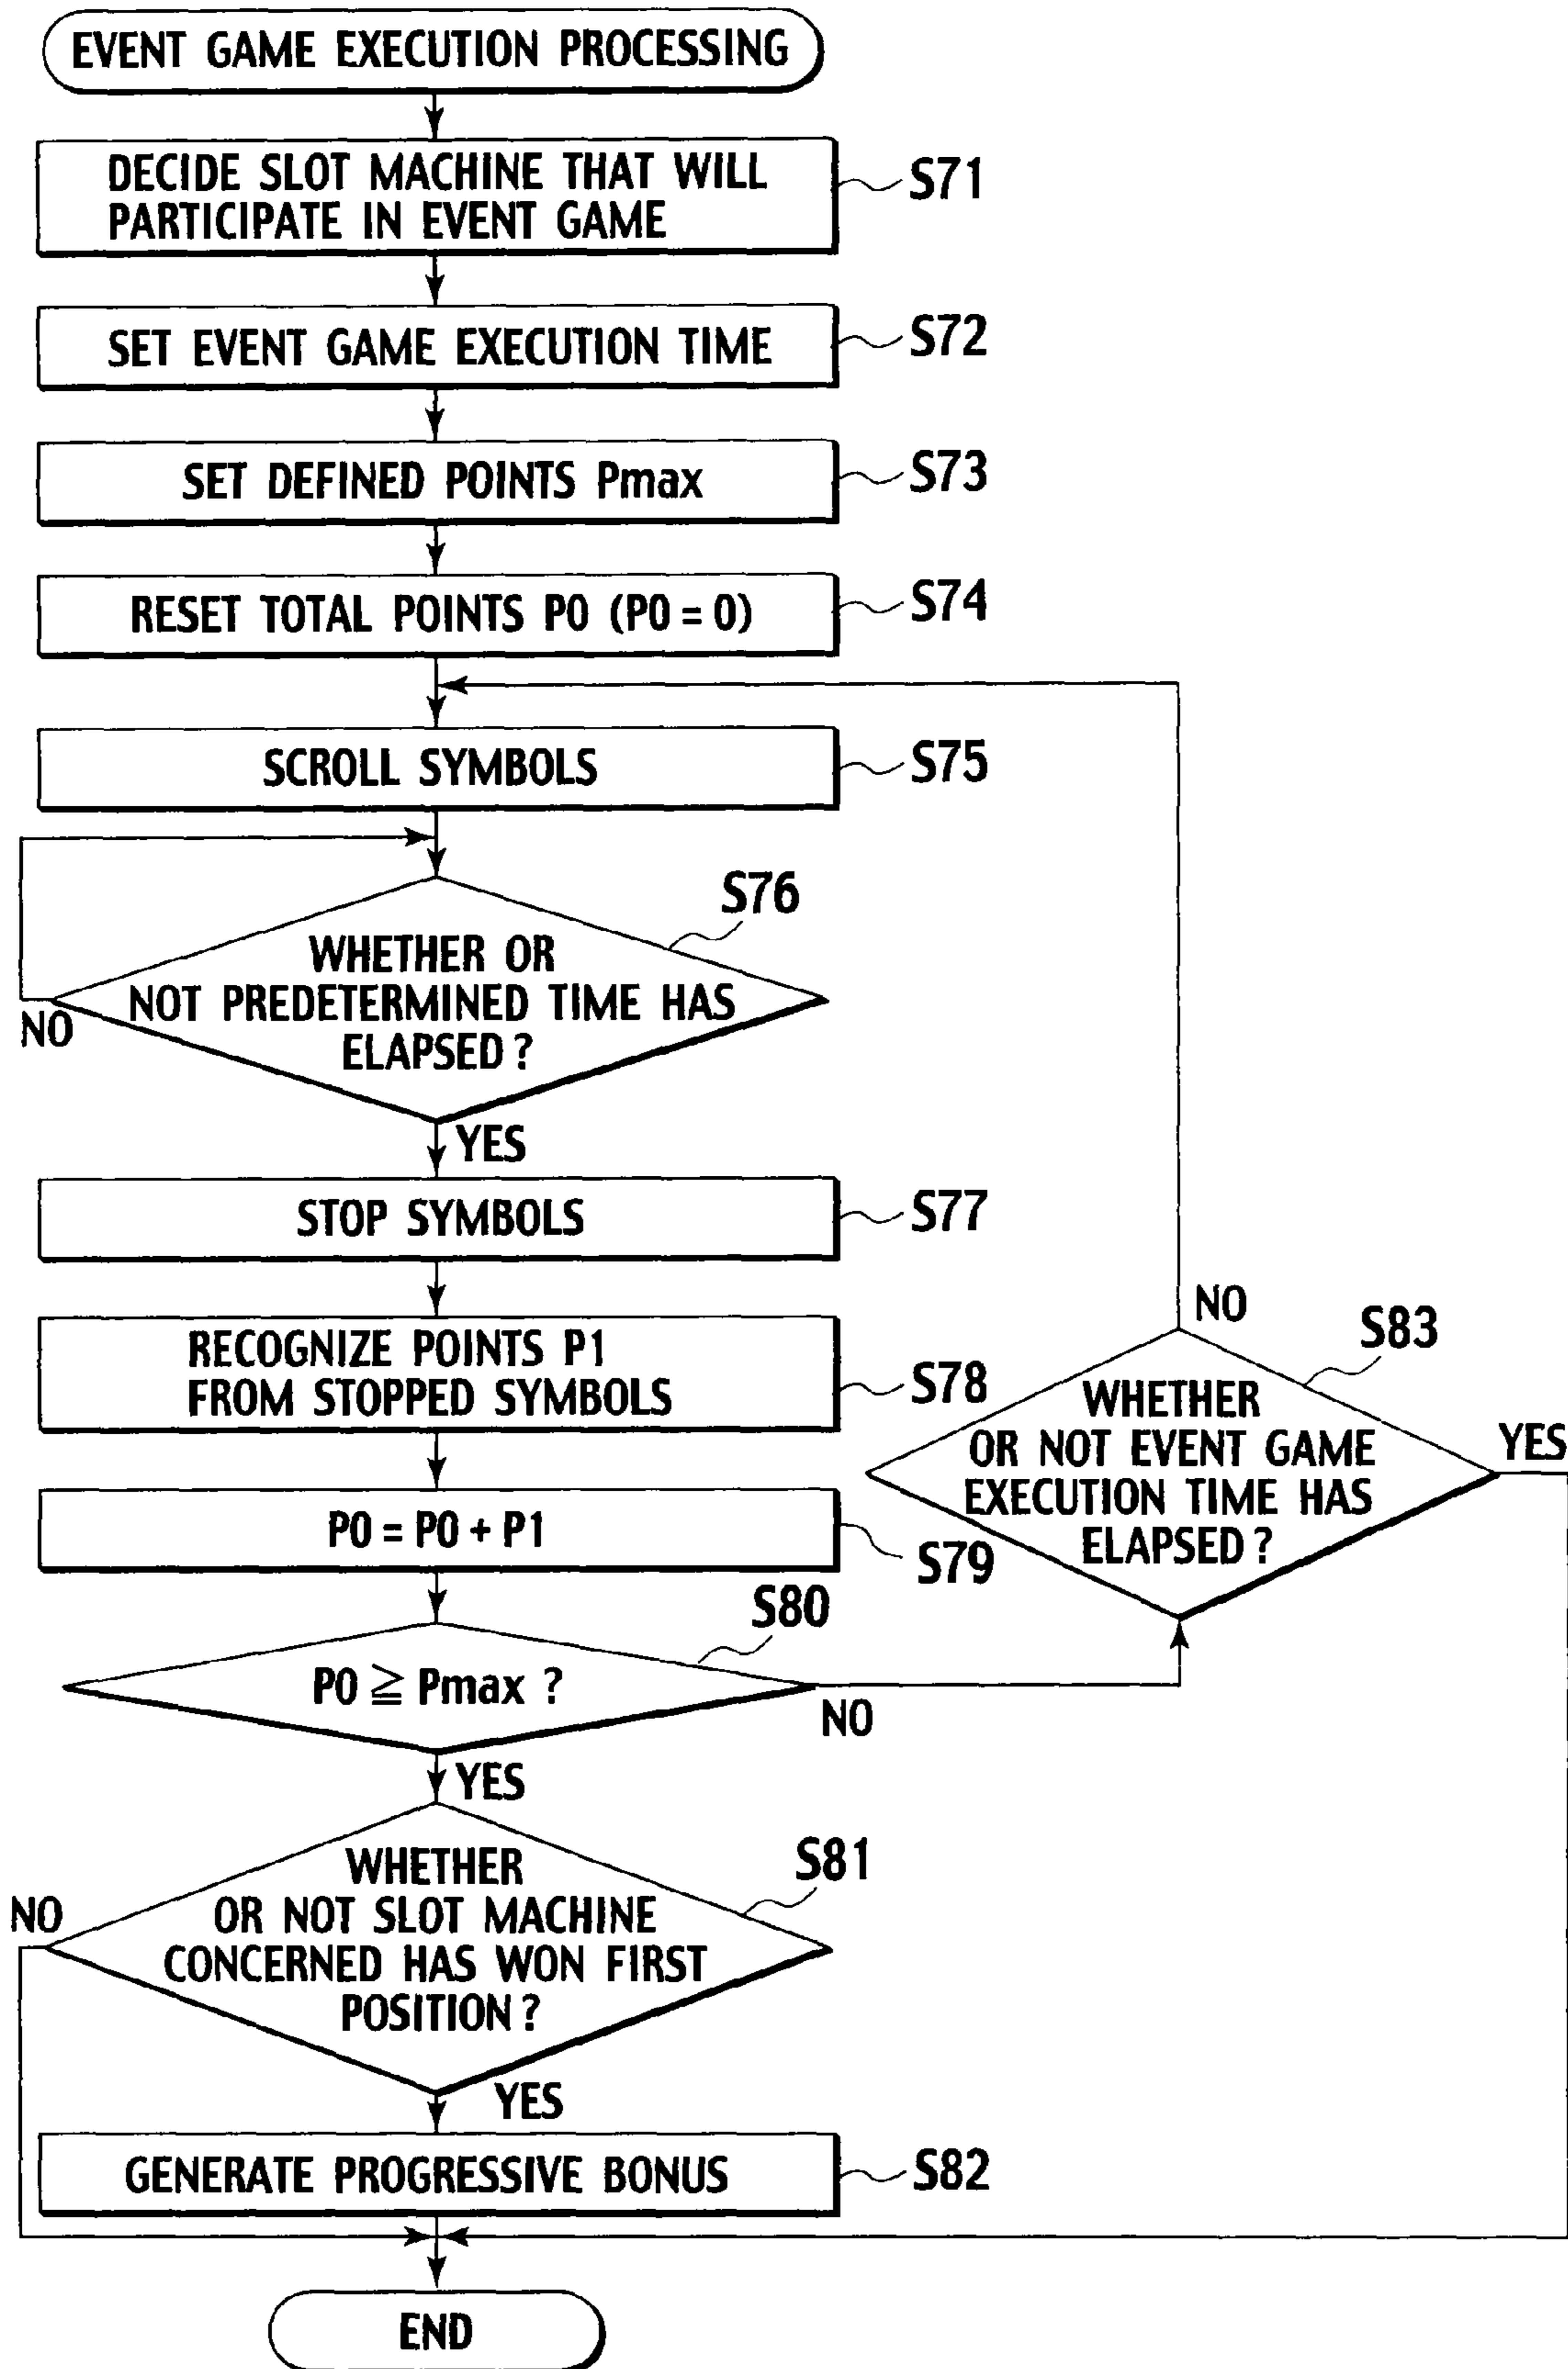 EVENT GAME EXECUTION PROCESSING
DECIDE SLOT MACHINE THAT WILL
PARTICIPATE IN EVENT GAME
S71
SET EVENT GAME EXECUTION TIME
S72
SET DEFINED POINTS Pmax
S73
RESET TOTAL POINTS P0 (P0 = 0)
S74
SCROLL SYMBOLS
S75
S76
WHETHER OR
NOT PREDETERMINED TIME HAS
ELAPSED ?
NO
YES
STOP SYMBOLS
S77
RECOGNIZE POINTS P1
FROM STOPPED SYMBOLS
S78
P0 = P0 + P1
S79
S80
P0 ≧ Pmax ?
NO
YES
S83
WHETHER
OR NOT EVENT GAME
EXECUTION TIME HAS
ELAPSED ?
NO
YES
S81
WHETHER
OR NOT SLOT MACHINE
CONCERNED HAS WON FIRST
POSITION ?
NO
YES
GENERATE PROGRESSIVE BONUS
S82
END